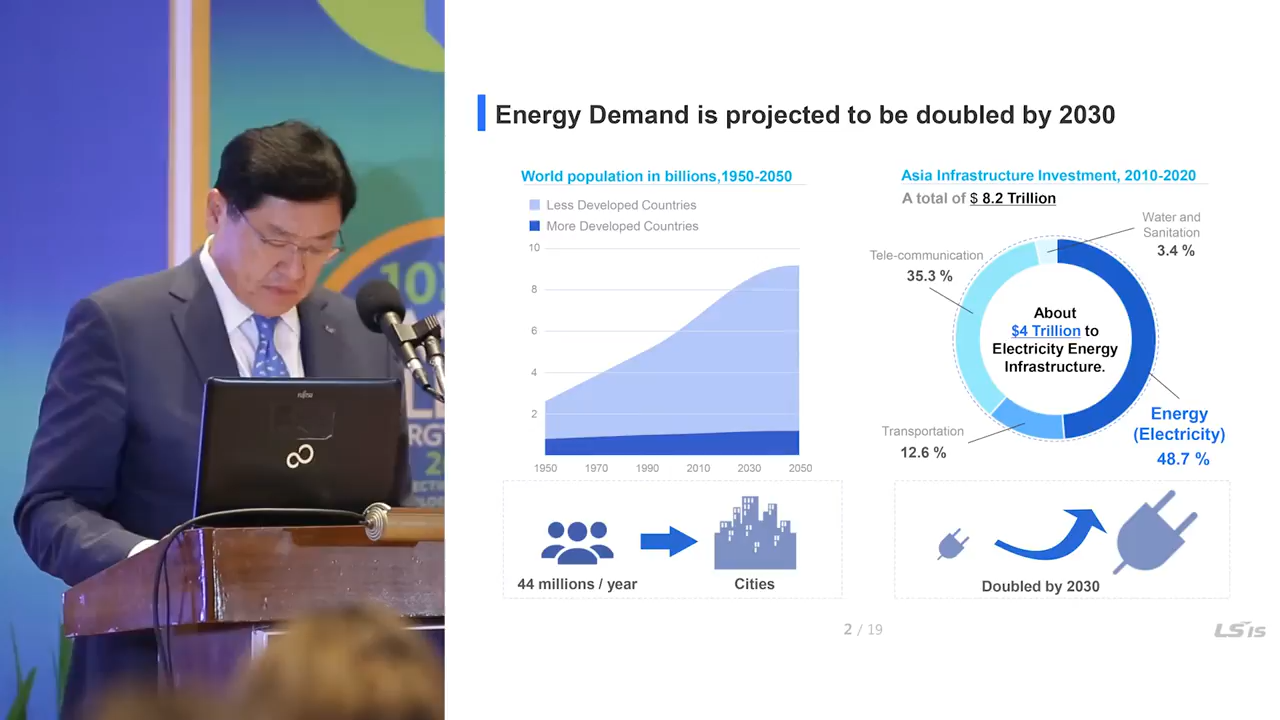 Energy Demand is projected to be doubled by 2030
World population in billions,1950-2050
Less Developed Countries
More Developed Countries
10
8
6
4
2
1950 1970 1990 2010 2030 2050
44 millions / year
Cities
Asia Infrastructure Investment, 2010-2020
A total of $ 8.2 Trillion
Water and
Sanitation
3.4 %
Tele-communication
35.3 %
About
$4 Trillion to
Electricity Energy
Infrastructure.
Transportation
12.6 %
Energy
(Electricity)
48.7 %
Doubled by 2030
2 / 19
LSIS
FUJITSU
10